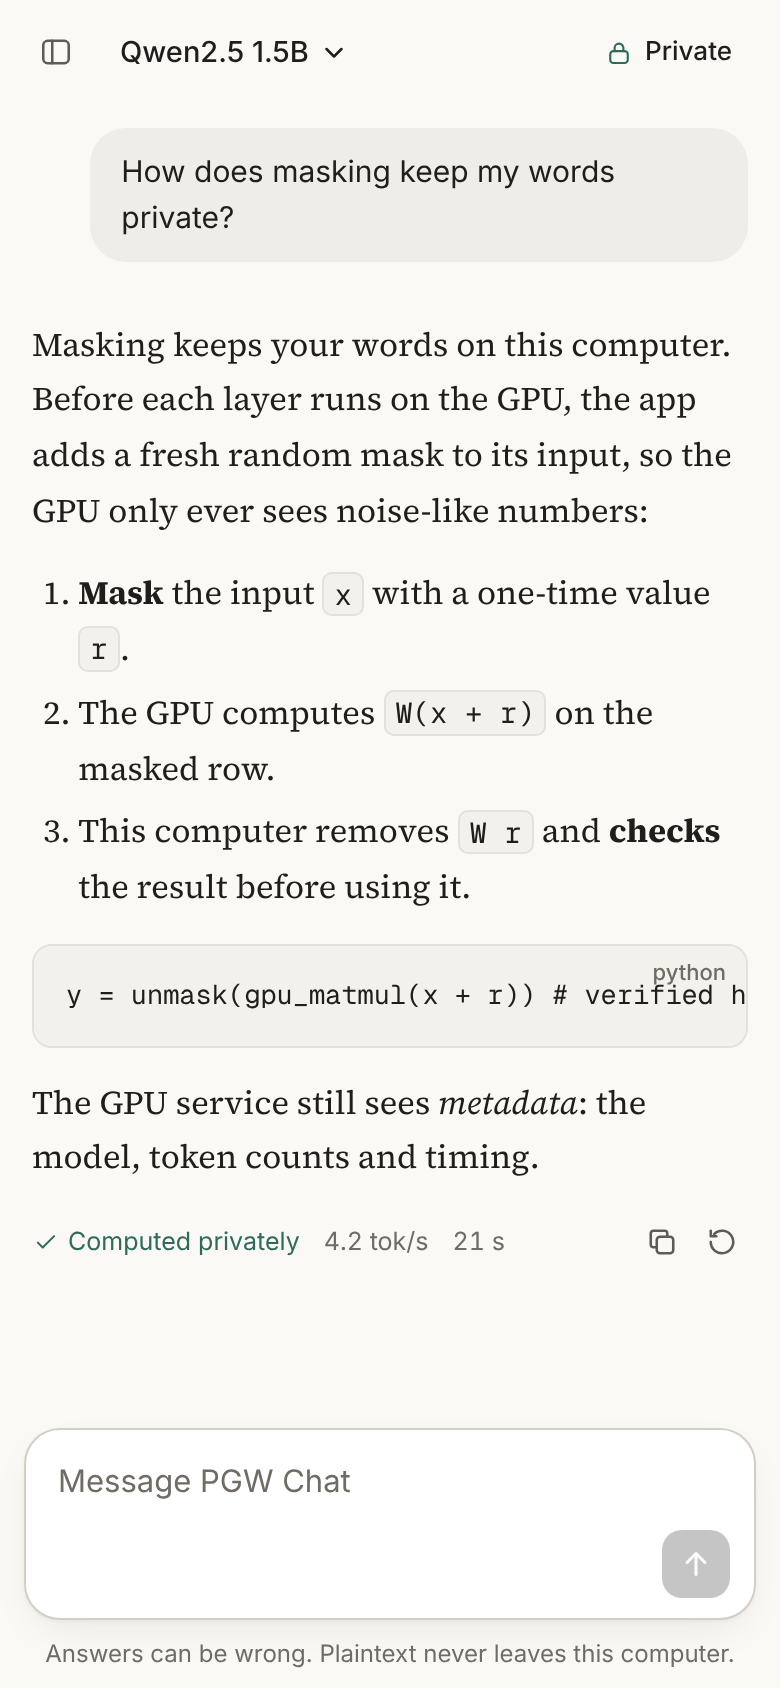 Qwen2.5 1.5B
Private
How does masking keep my words
private?
Masking keeps your words on this computer.
Before each layer runs on the GPU, the app
adds a fresh random mask to its input, so the
GPU only ever sees noise-like numbers:
1. Mask the input x with a one-time value
r.
2. The GPU computes W(x + r) on the
masked row.
3. This computer removes W r and checks
the result before using it.
python
y = unmask(gpu_matmul(x + r)) # verified h
The GPU service still sees metadata: the
model, token counts and timing.
Computed privately 4.2 tok/s 21 s
Message PGW Chat
Answers can be wrong. Plaintext never leaves this computer.